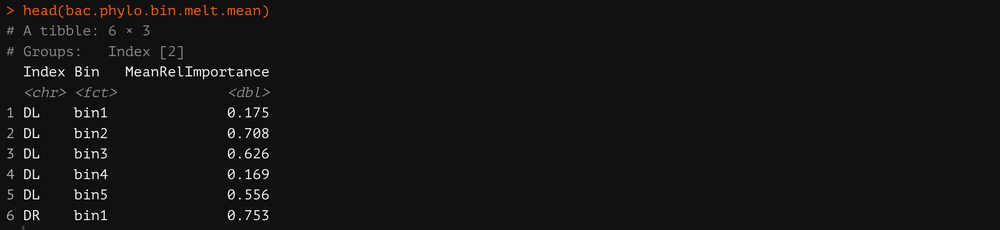 > head(bac.phylo.bin.melt.mean)
# A tibble: 6 × 3
# Groups:   Index [2]
  Index Bin   MeanRelImportance
  <chr> <fct>             <dbl>
1 DL    bin1              0.175
2 DL    bin2              0.708
3 DL    bin3              0.626
4 DL    bin4              0.169
5 DL    bin5              0.556
6 DR    bin1              0.753